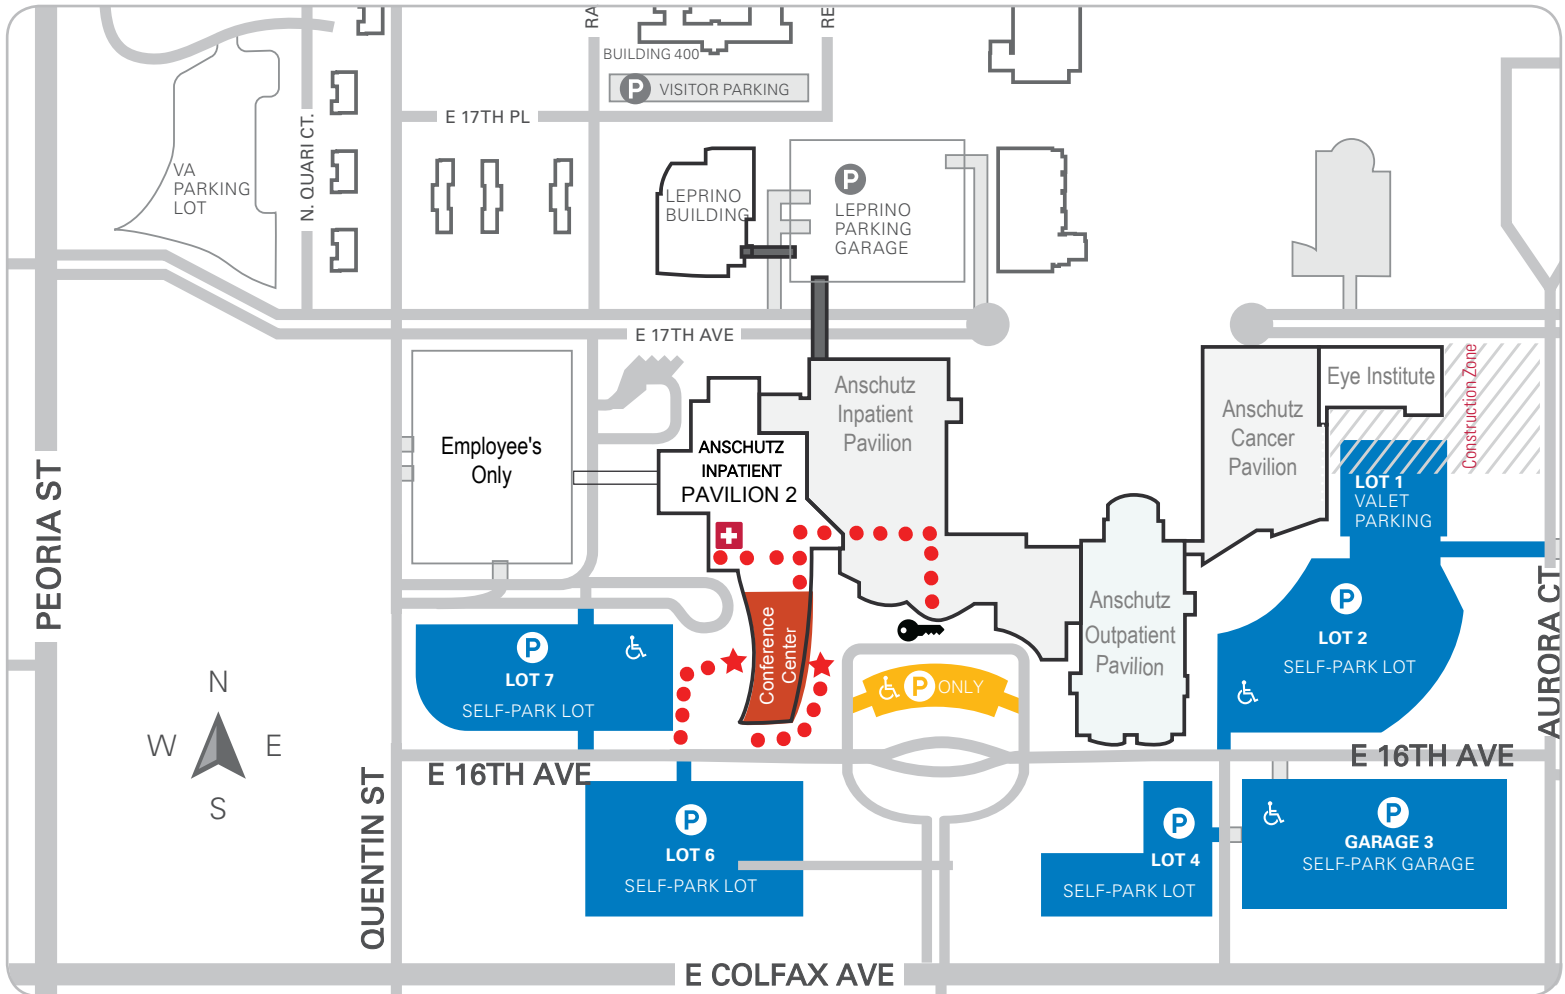 RA
RE
BUILDING 400
P
VISITOR PARKING
E 17TH PL
N. QUARI CT.
VA
PARKING
LOT
LEPRINO
BUILDING
P
LEPRINO
PARKING
GARAGE
E 17TH AVE
Employee's
Only
ANSCHUTZ
INPATIENT
PAVILION 2
Anschutz
Inpatient
Pavilion
Anschutz
Cancer
Pavilion
Eye Institute
Construction Zone
LOT 1
VALET
PARKING
PEORIA ST
Conference
Center
Anschutz
Outpatient
Pavilion
P
LOT 2
SELF-PARK LOT
AURORA CT
P
LOT 7
SELF-PARK LOT
P ONLY
N
W E
S
E 16TH AVE
E 16TH AVE
QUENTIN ST
P
LOT 6
SELF-PARK LOT
P
LOT 4
SELF-PARK LOT
P
GARAGE 3
SELF-PARK GARAGE
E COLFAX AVE